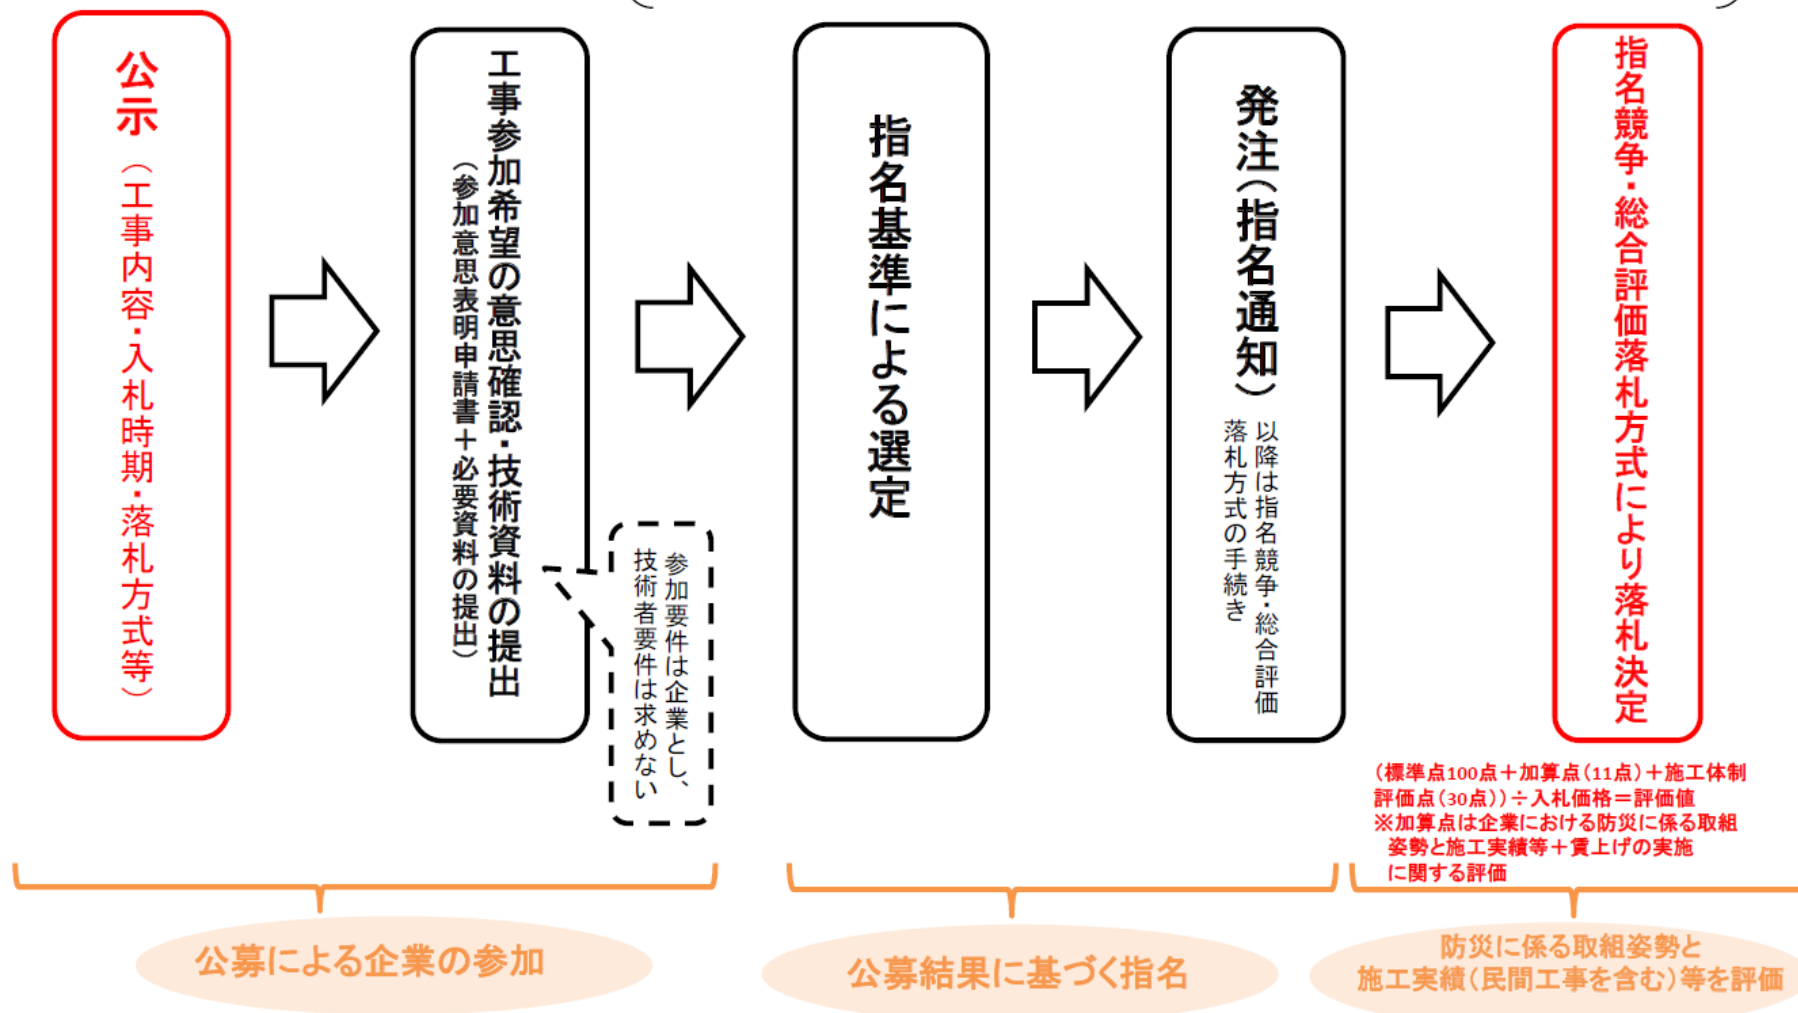 公示（工事内容・入札時期・落札方式等）
工事参加希望の意思確認・技術資料の提出
（参加意思表明申請書＋必要資料の提出）
参加要件は企業とし、
技術者要件は求めない
指名基準による選定
発注（指名通知）
以降は指名競争・総合評価
落札方式の手続き
指名競争・総合評価落札方式により落札決定
（標準点100点＋加算点（11点）＋施工体制
評価点（30点））÷入札価格＝評価値
※加算点は企業における防災に係る取組
姿勢と施工実績等＋賃上げの実施
に関する評価
公募による企業の参加
公募結果に基づく指名
防災に係る取組姿勢と
施工実績（民間工事を含む）等を評価